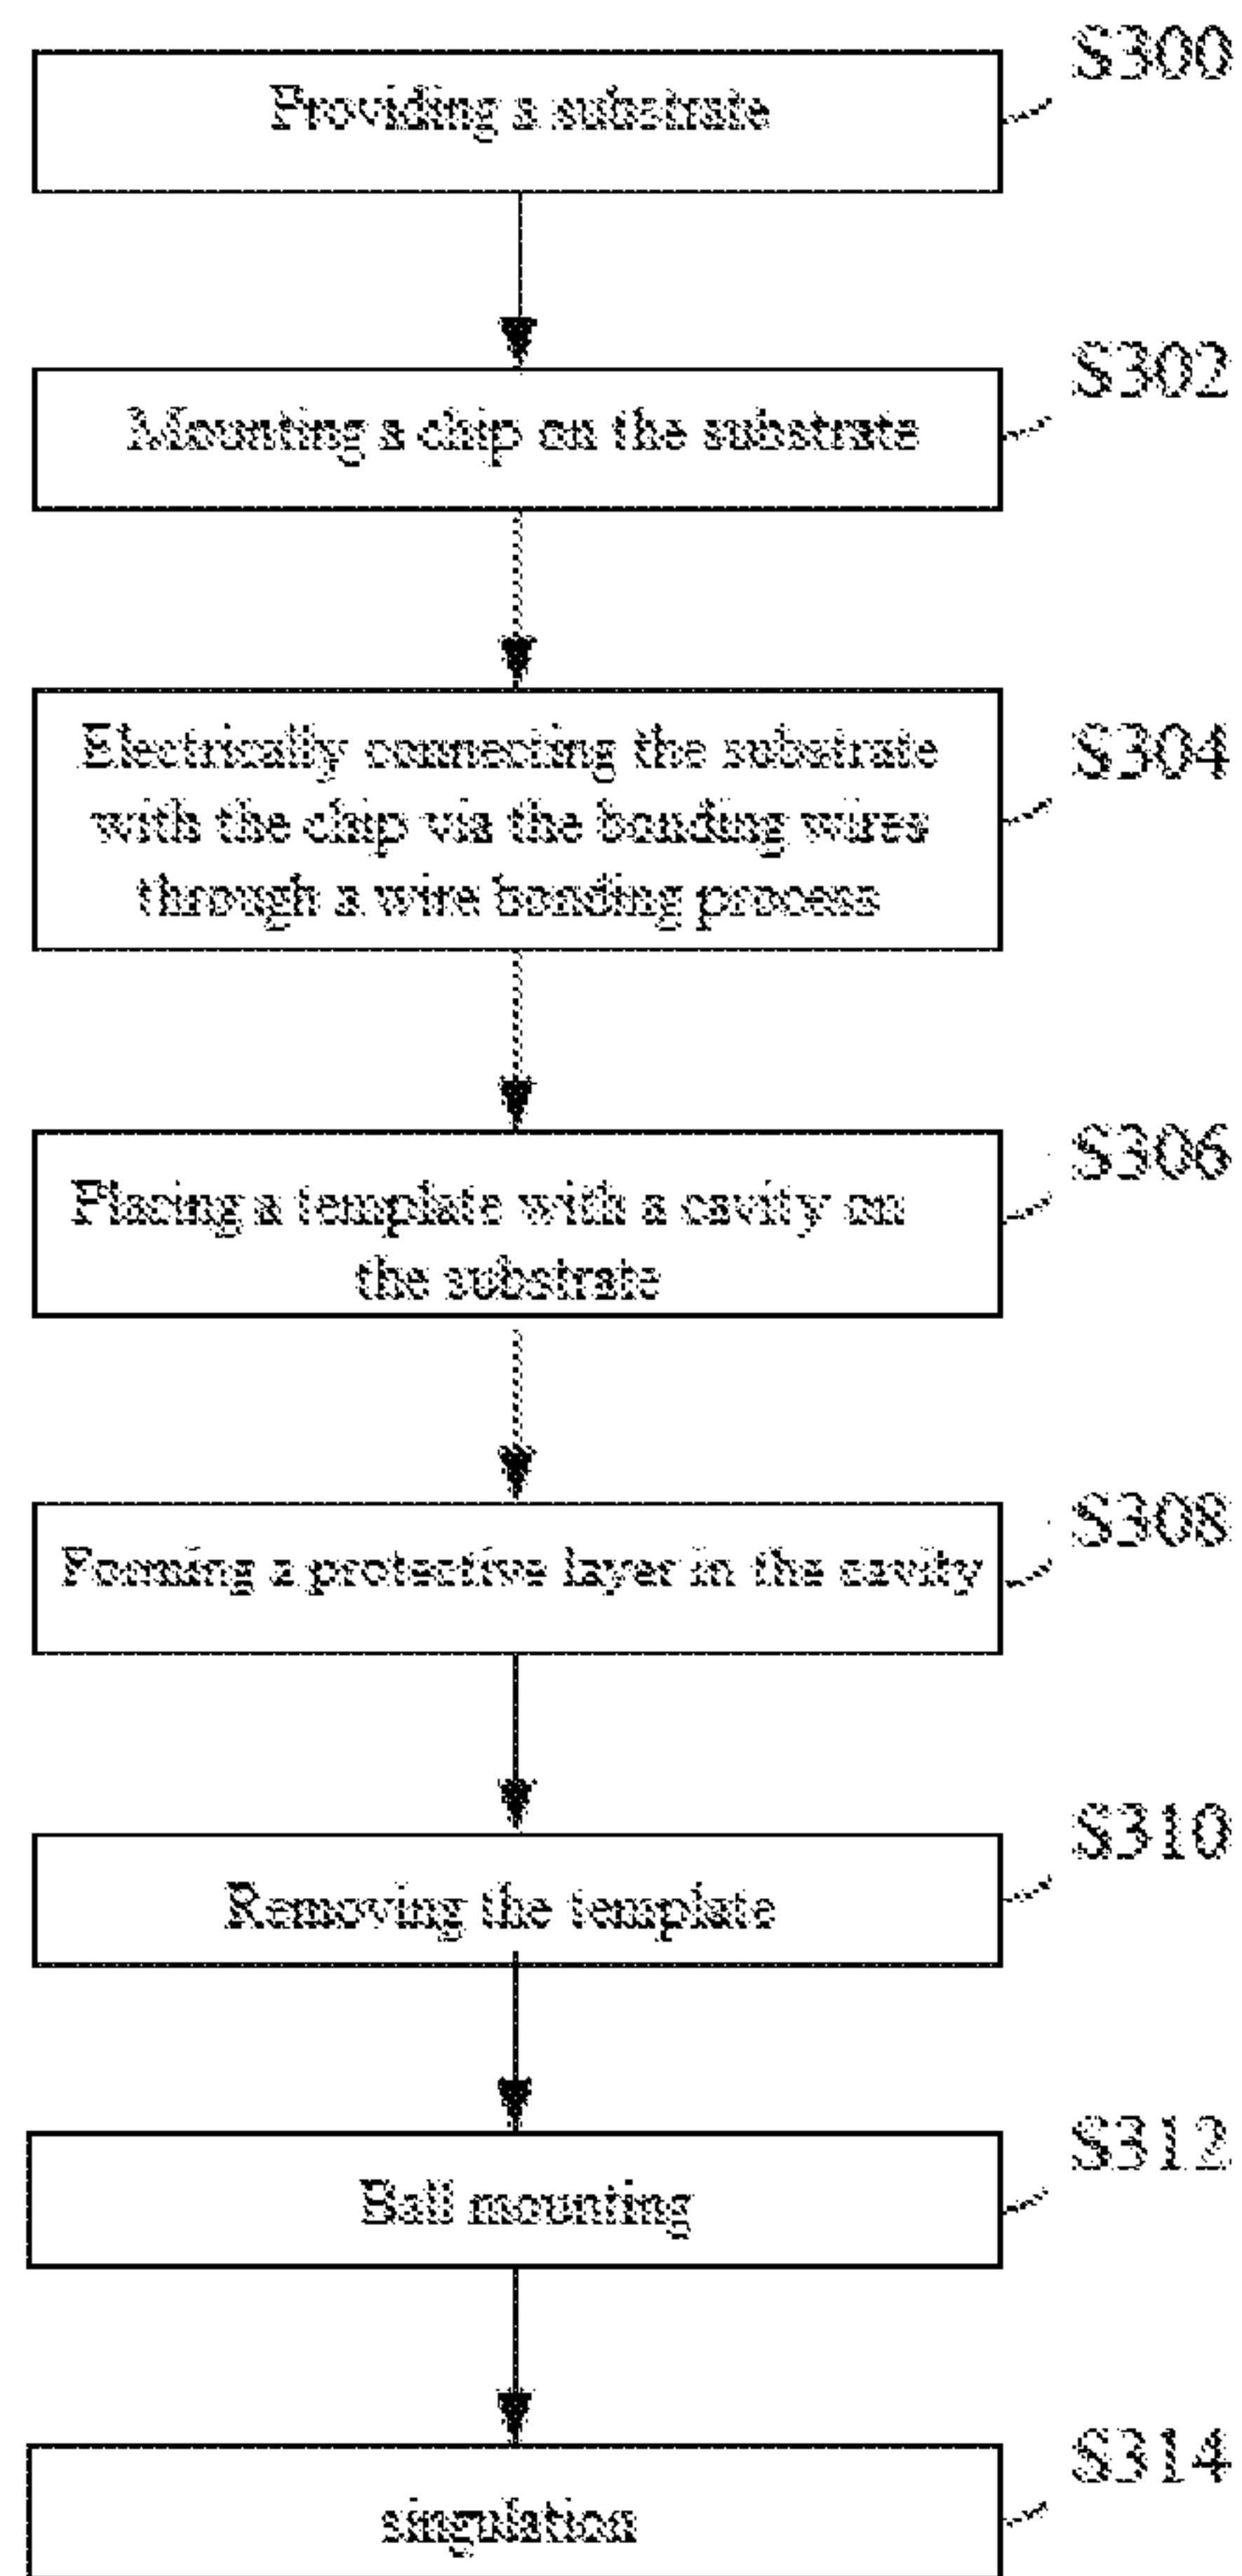 S300
Providing a substrate
S302
Mounting a chip on the substrate
S304
Electrically connecting the substrate
with the chip via the bonding wires
through a wire bonding process
S306
Placing a template with a cavity on
the substrate
S308
Forming a protective layer in the cavity
S310
Removing the template
S312
Ball mounting
S314
singulation